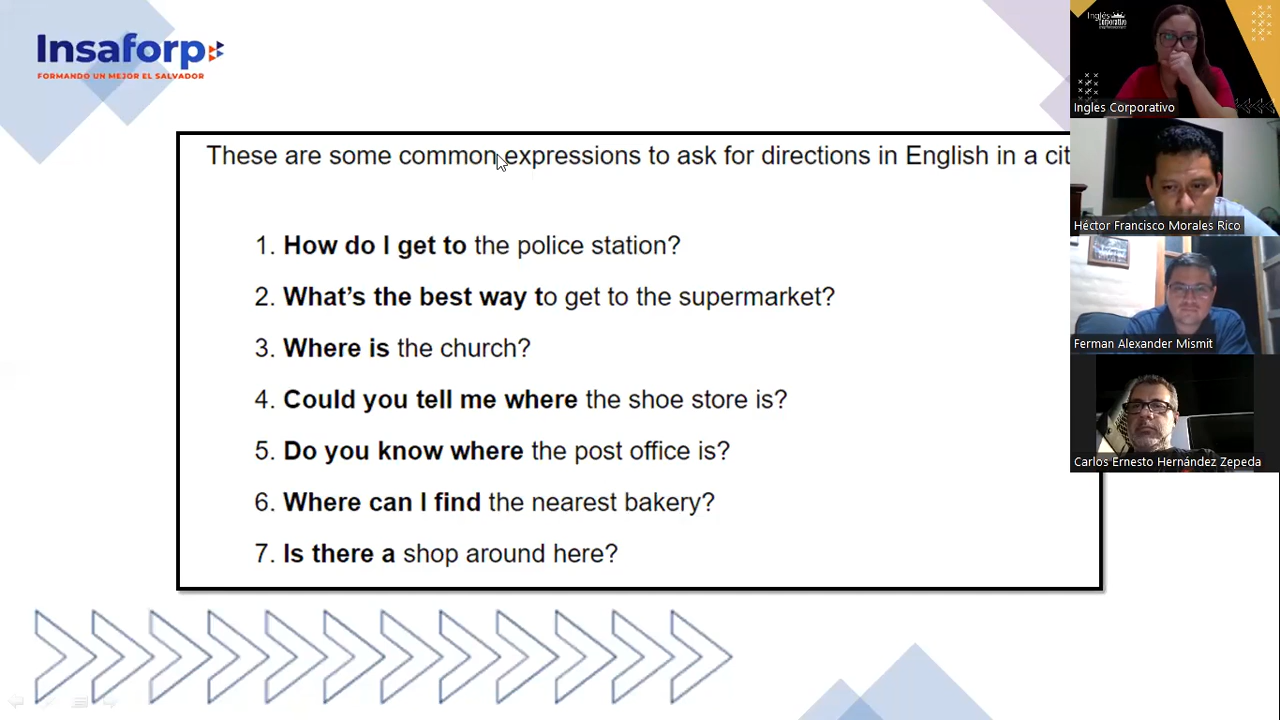 Insaforp
FORMANDO UN MEJOR EL SALVADOR
These are some common expressions to ask for directions in English in a cit
1. How do I get to the police station?
2. What's the best way to get to the supermarket?
3. Where is the church?
4. Could you tell me where the shoe store is?
5. Do you know where the post office is?
6. Where can I find the nearest bakery?
7. Is there a shop around here?
Inglés
Corporativo
Ingles Corporativo
Héctor Francisco Morales Rico
Ferman Alexander Mismit
Carlos Ernesto Hernández Zepeda